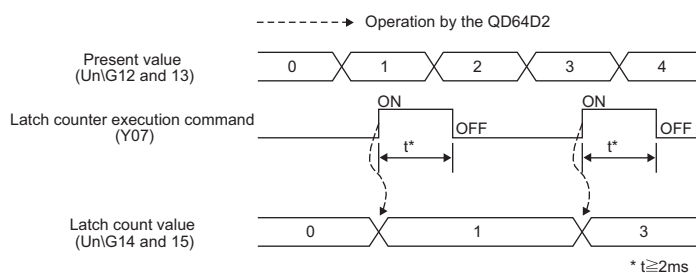 Operation by the QD64D2
Present value
(Un\G12 and 13)
0 1 2 3 4
ON ON
Latch counter execution command
(Y07)
OFF OFF
t* t*
Latch count value
(Un\G14 and 15)
0 1 3
* t≧2ms